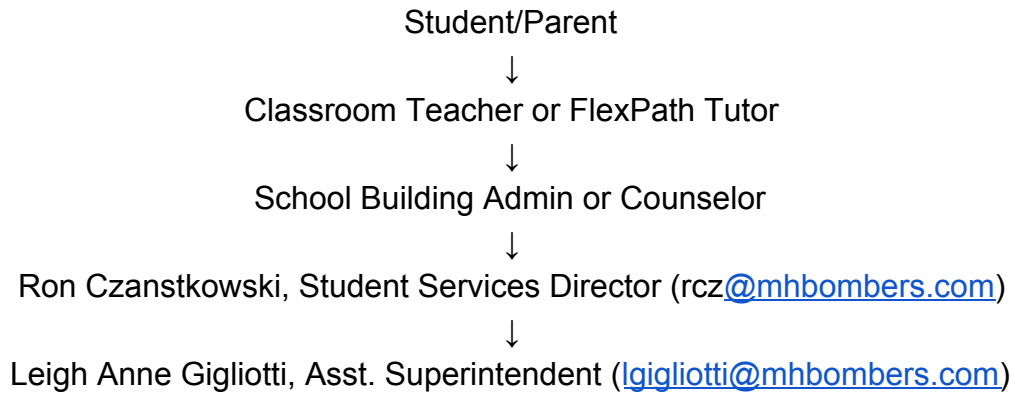 Student/Parent
↓
Classroom Teacher or FlexPath Tutor
↓
School Building Admin or Counselor
↓
Ron Czanstkowski, Student Services Director (rcz@mhbombers.com)
↓
Leigh Anne Gigliotti, Asst. Superintendent (lgigliotti@mhbombers.com)